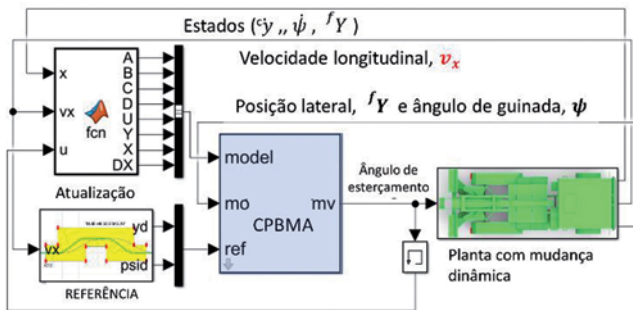 Estados (ᶜẏ ,, ψ̇ , ᶠY )
Velocidade longitudinal, vₓ
Posição lateral, ᶠY e ângulo de guinada, ψ
x
vx
u
fcn
A
B
C
D
U
Y
X
DX
Atualização
model
mo
ref
CPBMA
mv
Ângulo de
esterçamento
Planta com mudança
dinâmica
vx
yd
psid
REFERÊNCIA